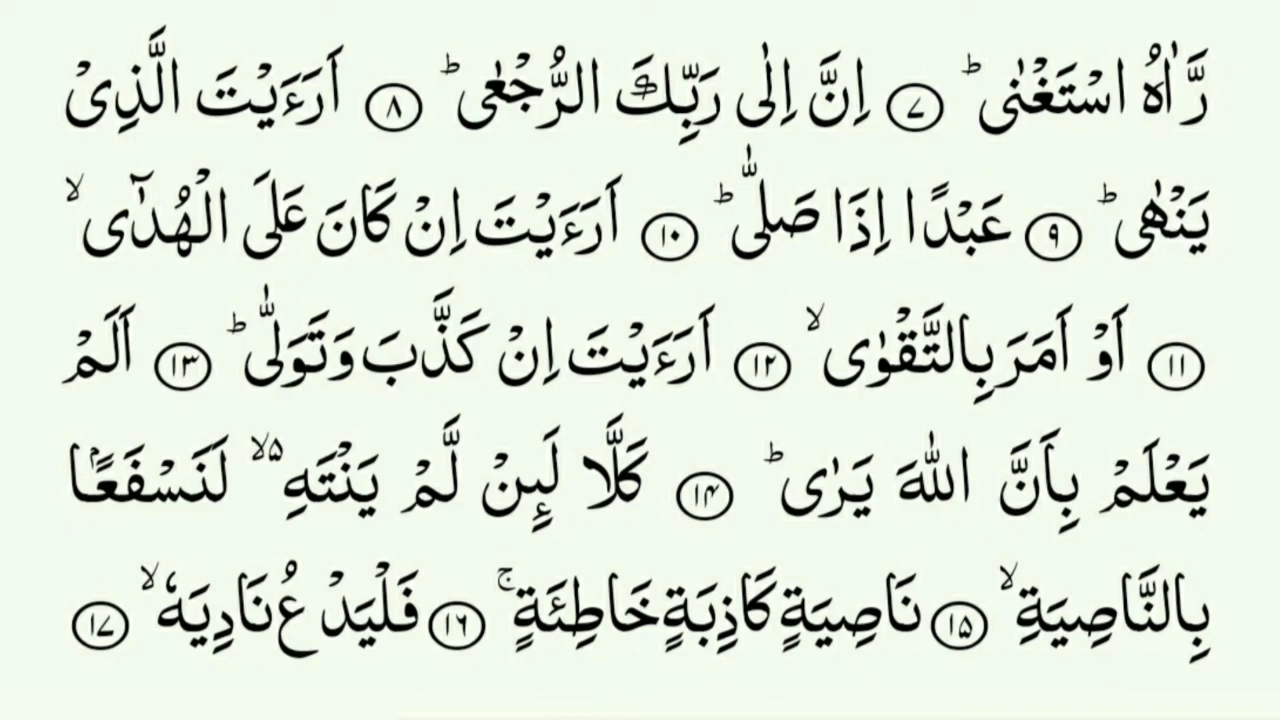 رَّاٰهُ اسْتَغْنٰى ؕ ﴿۷﴾ اِنَّ اِلٰى رَبِّكَ الرُّجْعٰى ؕ ﴿۸﴾ اَرَءَيْتَ الَّذِىْ
يَنْهٰى ؕ ﴿۹﴾ عَبْدًا اِذَا صَلّٰى ؕ ﴿۱۰﴾ اَرَءَيْتَ اِنْ كَانَ عَلَى الْهُدٰٓى ۙ
﴿۱۱﴾ اَوْ اَمَرَ بِالتَّقْوٰى ۙ ﴿۱۲﴾ اَرَءَيْتَ اِنْ كَذَّبَ وَتَوَلّٰى ؕ ﴿۱۳﴾ اَلَمْ
يَعْلَمْ بِاَنَّ اللّٰهَ يَرٰى ؕ ﴿۱۴﴾ كَلَّا لَٮِٕنْ لَّمْ يَنْتَهِ ۙ۵ لَنَسْفَعًۢا
بِالنَّاصِيَةِ ۙ ﴿۱۵﴾ نَاصِيَةٍ كَاذِبَةٍ خَاطِئَةٍ ۚ ﴿۱۶﴾ فَلْيَدْعُ نَادِيَهٗ ۙ ﴿۱۷﴾